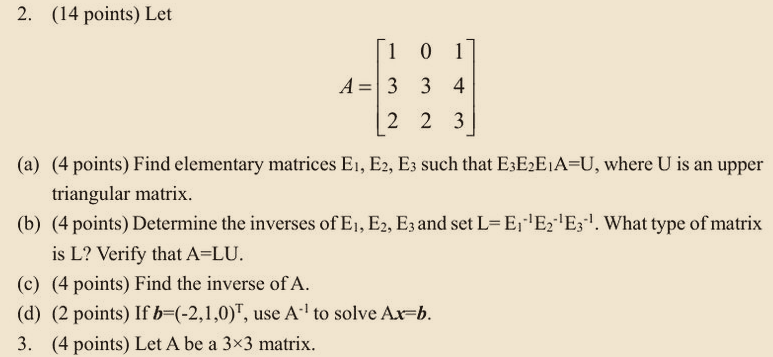 2. (14 points) Let
A = [1 0 1
3 3 4
2 2 3]
(a) (4 points) Find elementary matrices E₁, E₂, E₃ such that E₃E₂E₁A=U, where U is an upper
triangular matrix.
(b) (4 points) Determine the inverses of E₁, E₂, E₃ and set L= E₁⁻¹E₂⁻¹E₃⁻¹. What type of matrix
is L? Verify that A=LU.
(c) (4 points) Find the inverse of A.
(d) (2 points) If b=(-2,1,0)ᵀ, use A⁻¹ to solve Ax=b.
3. (4 points) Let A be a 3×3 matrix.